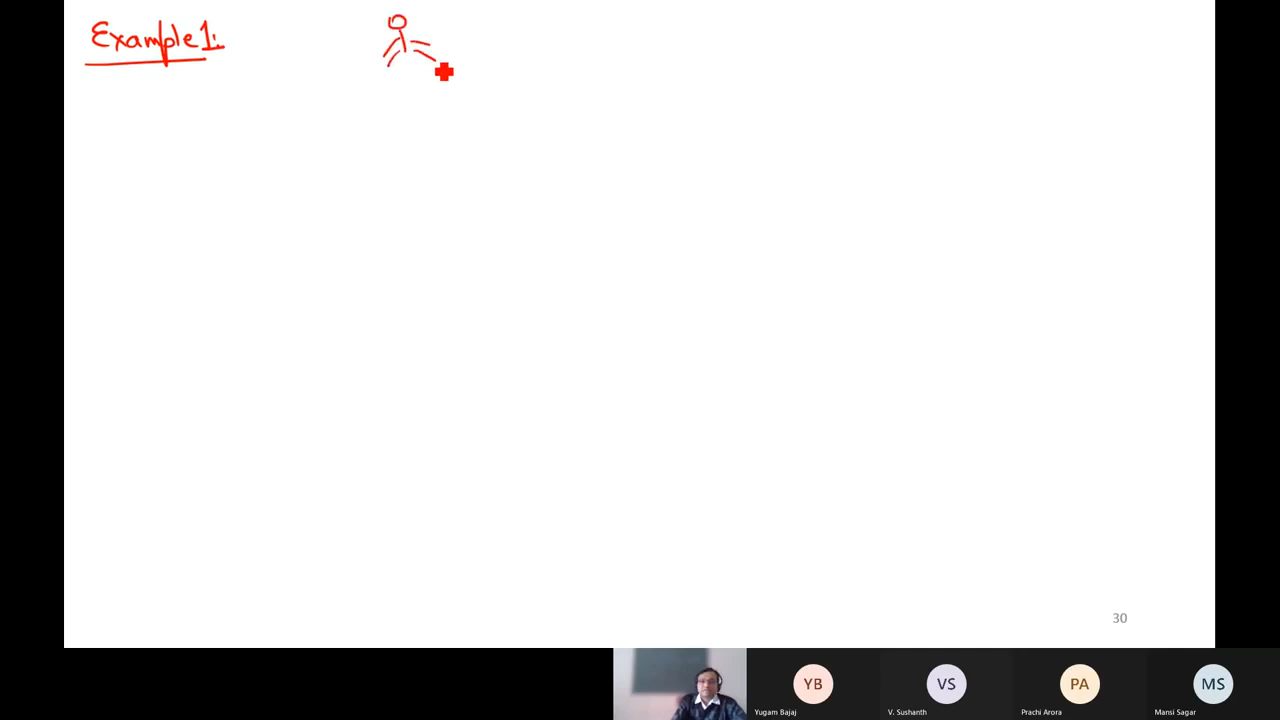 Example 1:
30
YB
VS
PA
MS
Yugam Bajaj
V. Sushanth
Prachi Arora
Mansi Sagar